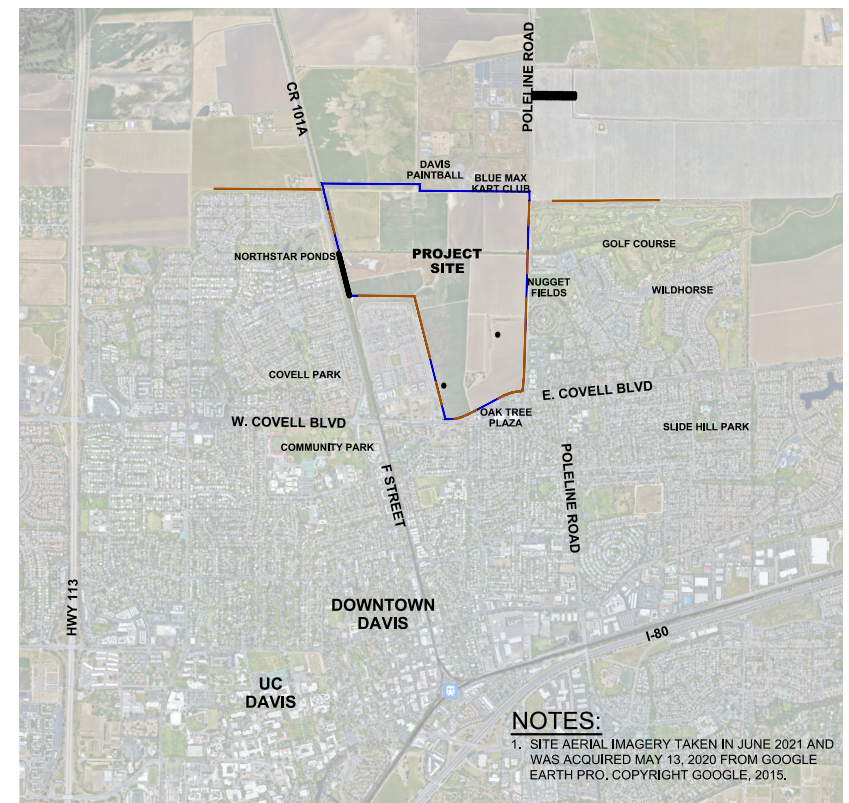 POLELINE ROAD
CR 101A
DAVIS
PAINTBALL
BLUE MAX
KART CLUB
GOLF COURSE
PROJECT
SITE
NORTHSTAR PONDS
NUGGET
FIELDS
WILDHORSE
COVELL PARK
E. COVELL BLVD
W. COVELL BLVD
OAK TREE
PLAZA
SLIDE HILL PARK
COMMUNITY PARK
F STREET
POLELINE ROAD
HWY 113
DOWNTOWN
DAVIS
I-80
UC
DAVIS
NOTES:
1. SITE AERIAL IMAGERY TAKEN IN JUNE 2021 AND
WAS ACQUIRED MAY 13, 2020 FROM GOOGLE
EARTH PRO. COPYRIGHT GOOGLE, 2015.